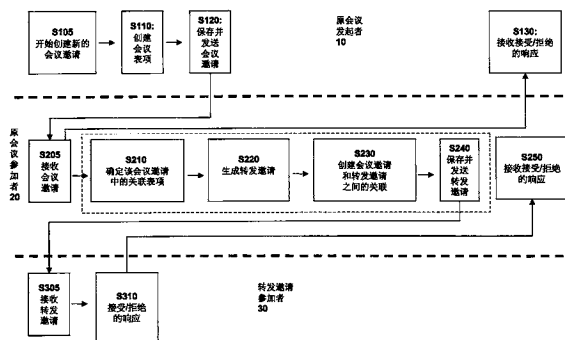 S105
开始创建新的
会议邀请
S110:
创建
会议
表项
S120:
保存并
发送会
议邀请
原会议
发起者
10
S130:
接收接受/拒绝
的响应
原会议参加者20
S205
接收
会议
邀请
S210
确定该会议邀请
中的关联表项
S220
生成转发邀请
S230
创建会议邀请
和转发邀请
之间的关联
S240
保存并
发送
转发
邀请
S250
接收接受/拒绝
的响应
S305
接收
转发
邀请
S310
接受/拒绝
的响应
转发邀请
参加者
30